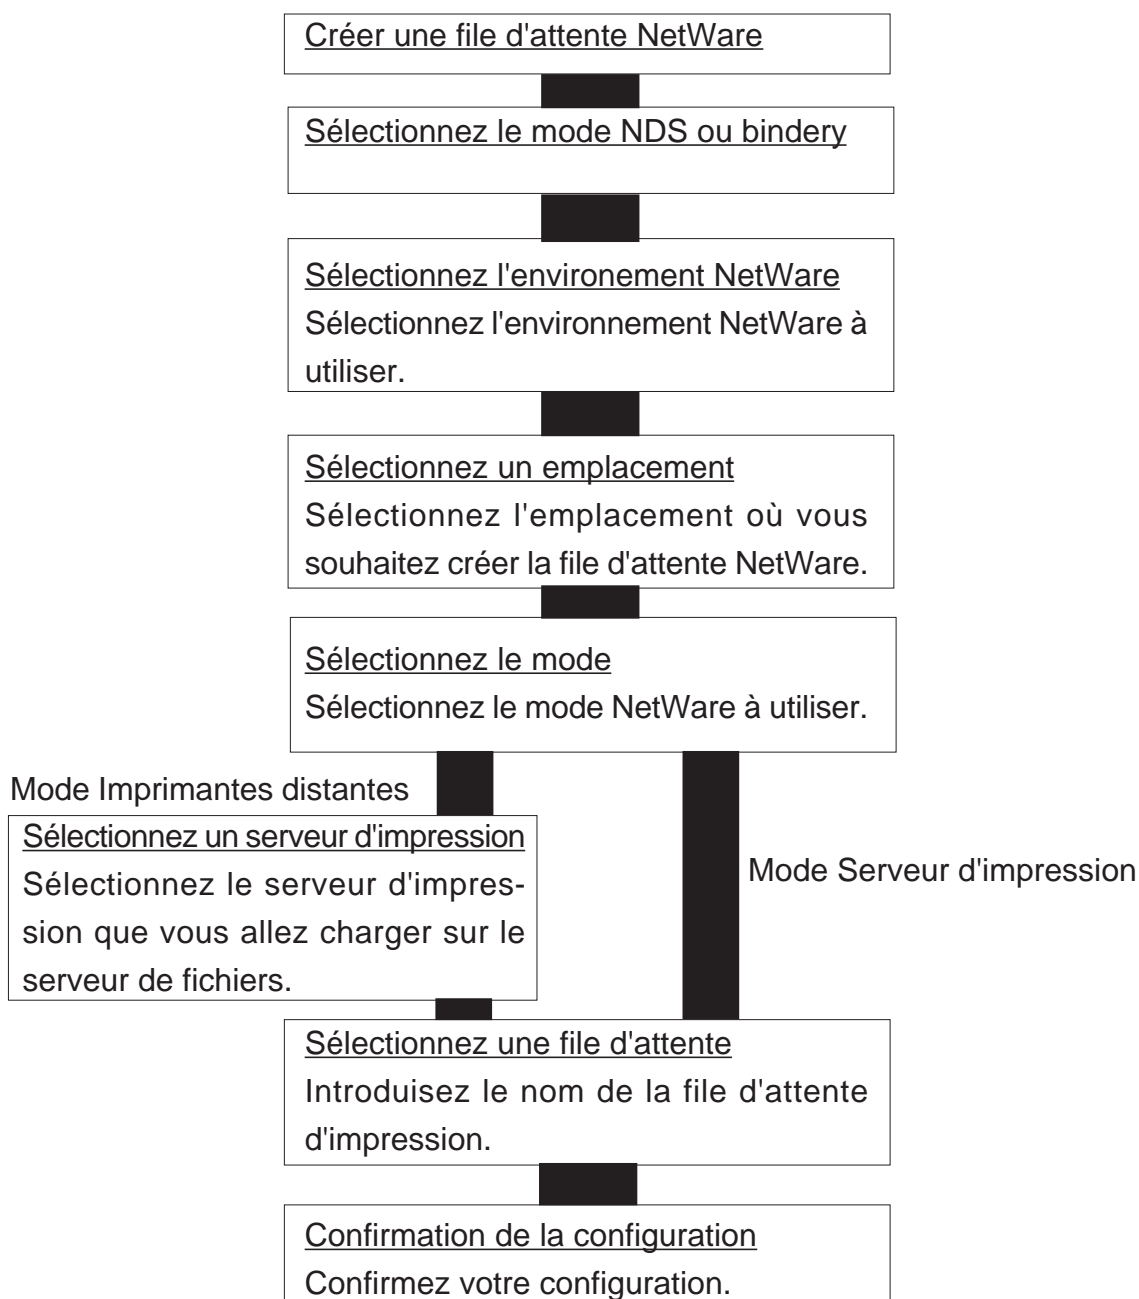 Créer une file d'attente NetWare
Sélectionnez le mode NDS ou bindery
Sélectionnez l'environement NetWare
Sélectionnez l'environnement NetWare à
utiliser.
Sélectionnez un emplacement
Sélectionnez l'emplacement où vous
souhaitez créer la file d'attente NetWare.
Sélectionnez le mode
Sélectionnez le mode NetWare à utiliser.
Mode Imprimantes distantes
Sélectionnez un serveur d'impression
Sélectionnez le serveur d'impres-
sion que vous allez charger sur le
serveur de fichiers.
Mode Serveur d'impression
Sélectionnez une file d'attente
Introduisez le nom de la file d'attente
d'impression.
Confirmation de la configuration
Confirmez votre configuration.